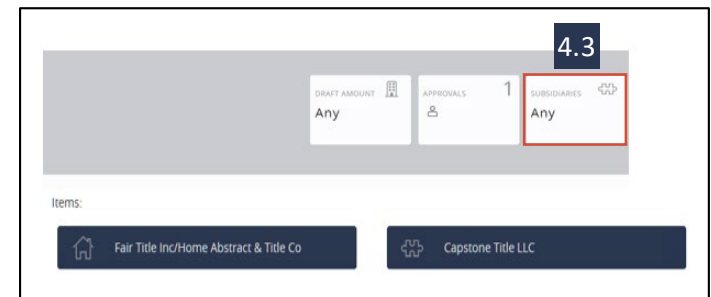 4.3
DRAFT AMOUNT
Any
APPROVALS
1
SUBSIDIARIES
Any
Items:
Fair Title Inc/Home Abstract & Title Co
Capstone Title LLC